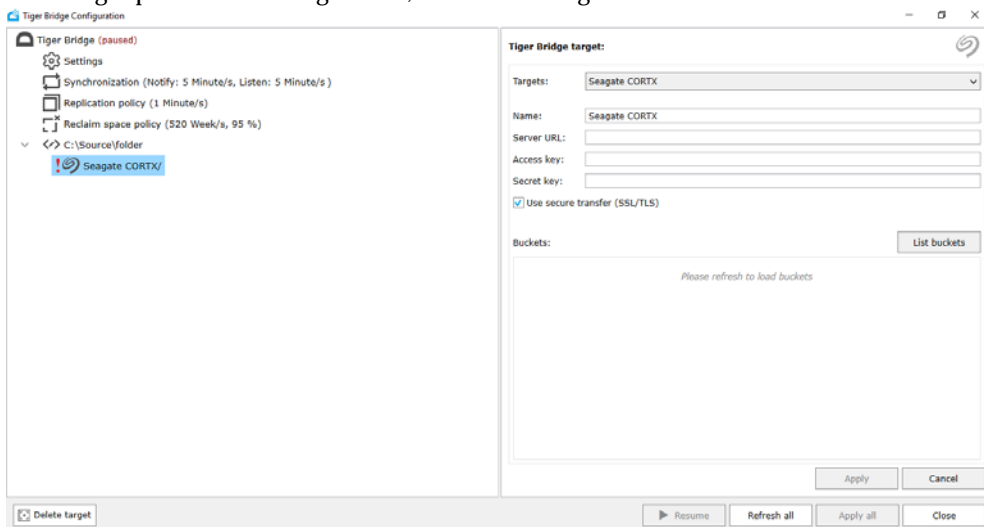 Tiger Bridge Configuration
Tiger Bridge (paused)
Settings
Synchronization (Notify: 5 Minute/s, Listen: 5 Minute/s )
Replication policy (1 Minute/s)
Reclaim space policy (520 Week/s, 95 %)
C:\Source\folder
Seagate CORTX/
Tiger Bridge target:
Targets: Seagate CORTX
Name: Seagate CORTX
Server URL:
Access key:
Secret key:
Use secure transfer (SSL/TLS)
Buckets: List buckets
Please refresh to load buckets
Apply Cancel
Delete target Resume Refresh all Apply all Close